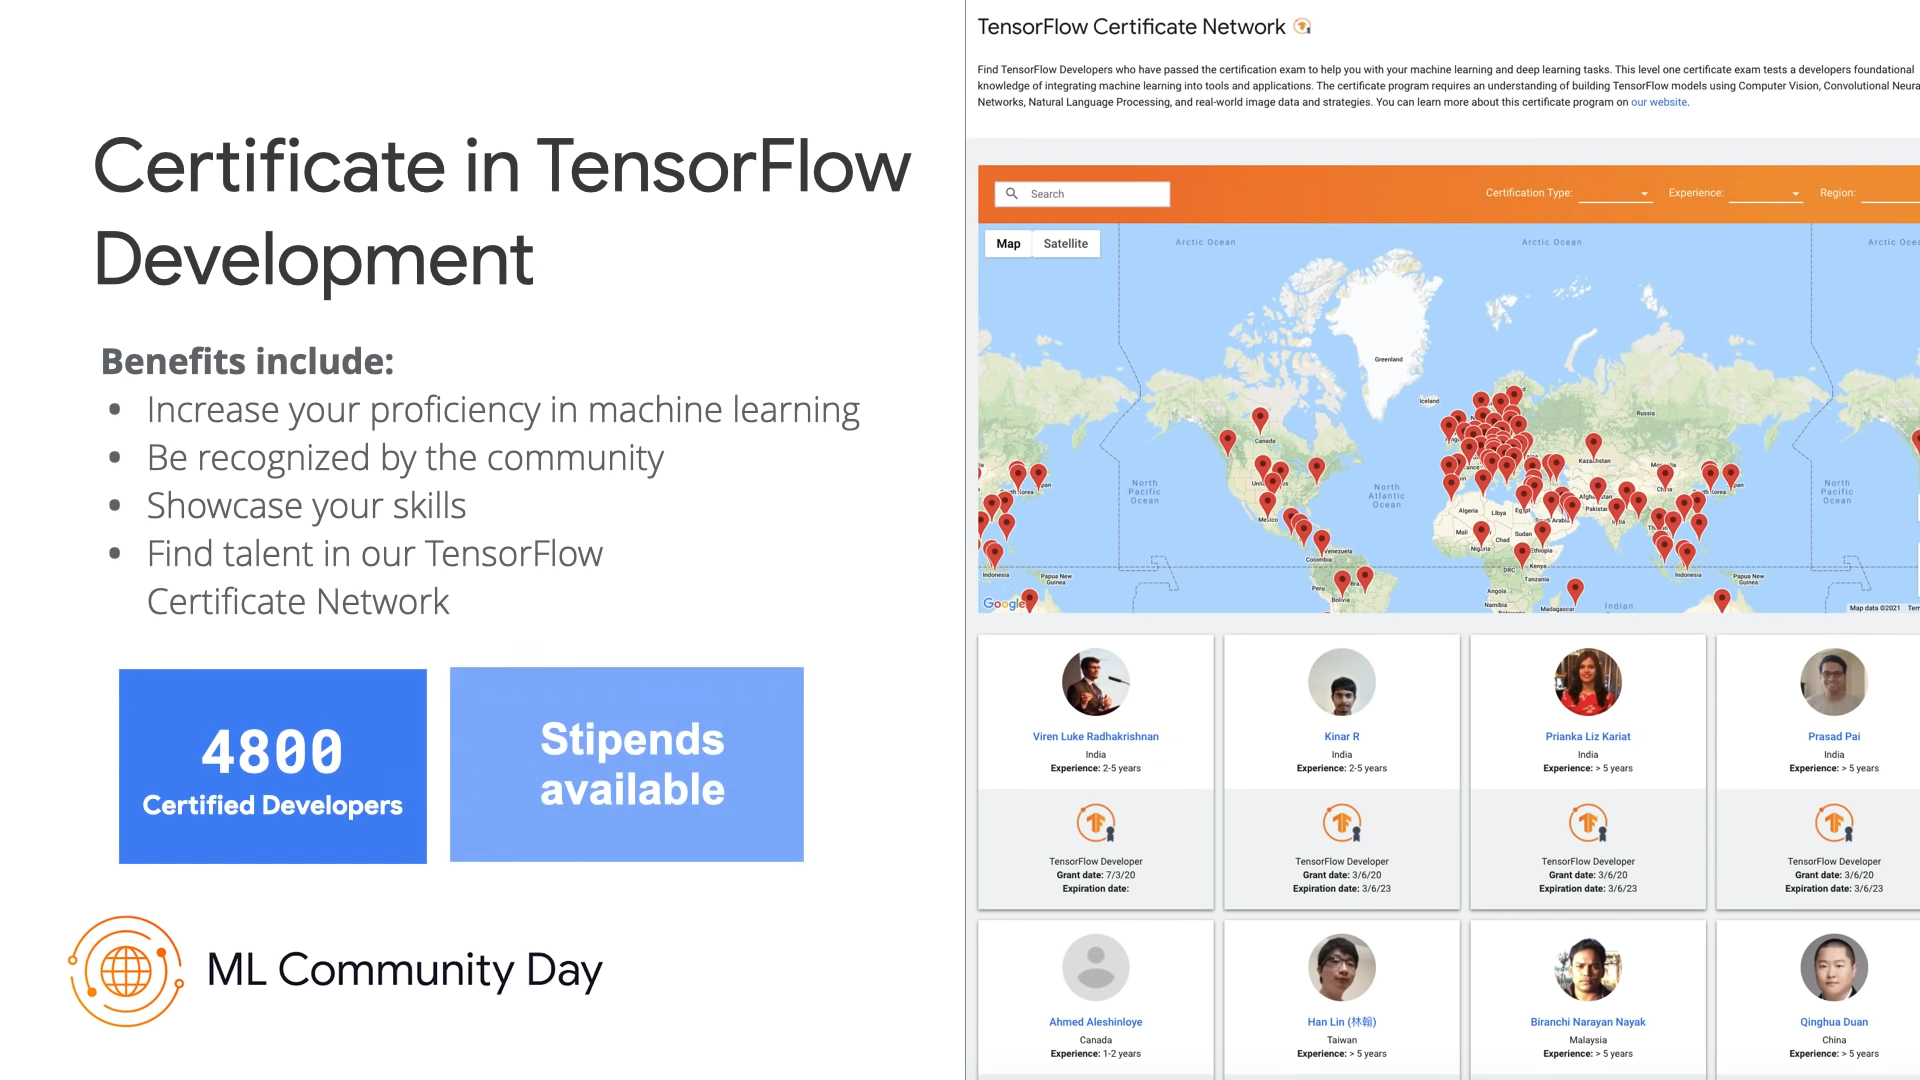 Certificate in TensorFlow
Development
Benefits include:
• Increase your proficiency in machine learning
• Be recognized by the community
• Showcase your skills
• Find talent in our TensorFlow
Certificate Network
4800
Certified Developers
Stipends
available
ML Community Day
TensorFlow Certificate Network
Find TensorFlow Developers who have passed the certification exam to help you with your machine learning and deep learning tasks. This level one certificate exam tests a developers foundational
knowledge of integrating machine learning into tools and applications. The certificate program requires an understanding of building TensorFlow models using Computer Vision, Convolutional Neura
Networks, Natural Language Processing, and real-world image data and strategies. You can learn more about this certificate program on our website.
Search
Certification Type:
Experience:
Region:
Map
Satellite
Arctic Ocean
Arctic Ocean
Arctic Ocea
Greenland
Iceland
Russia
Canada
Kazakhstan
North
Pacific
Ocean
North
Atlantic
Ocean
North
Pacific
Ocean
Mexico
Algeria
Libya
Egypt
Pakistan
Mali
Chad
Sudan
Nigeria
Ethiopia
Venezuela
Colombia
DRC
Kenya
Tanzania
Indonesia
Papua New
Guinea
Peru
Bolivia
Angola
Namibia
Madagascar
Indonesia
Papua New
Guinea
Indian
Google
Map data ©2021
Viren Luke Radhakrishnan
India
Experience: 2-5 years
TensorFlow Developer
Grant date: 7/3/20
Expiration date:
Kinar R
India
Experience: 2-5 years
TensorFlow Developer
Grant date: 3/6/20
Expiration date: 3/6/23
Prianka Liz Kariat
India
Experience: > 5 years
TensorFlow Developer
Grant date: 3/6/20
Expiration date: 3/6/23
Prasad Pai
India
Experience: > 5 years
TensorFlow Developer
Grant date: 3/6/20
Expiration date: 3/6/23
Ahmed Aleshinloye
Canada
Experience: 1-2 years
Han Lin (林翰)
Taiwan
Experience: > 5 years
Biranchi Narayan Nayak
Malaysia
Experience: > 5 years
Qinghua Duan
China
Experience: > 5 years